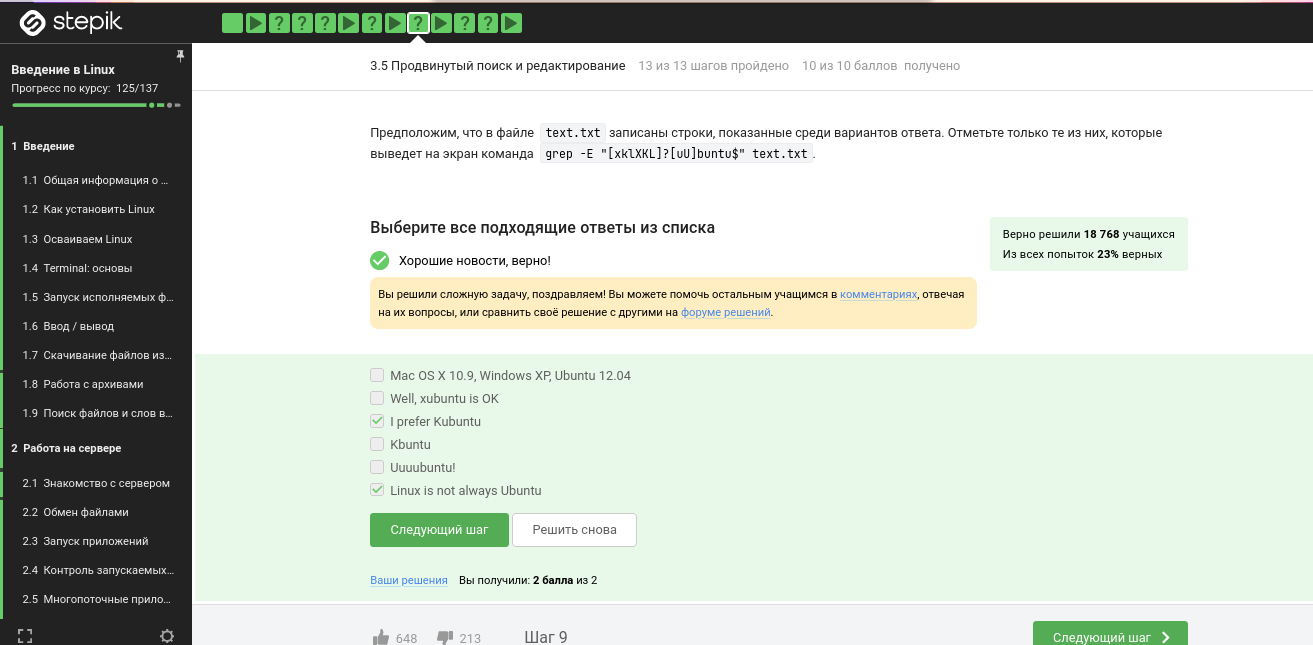 stepik
Введение в Linux
Прогресс по курсу: 125/137
1 Введение
1.1 Общая информация о ...
1.2 Как установить Linux
1.3 Осваиваем Linux
1.4 Terminal: основы
1.5 Запуск исполняемых ф...
1.6 Ввод / вывод
1.7 Скачивание файлов из...
1.8 Работа с архивами
1.9 Поиск файлов и слов в...
2 Работа на сервере
2.1 Знакомство с сервером
2.2 Обмен файлами
2.3 Запуск приложений
2.4 Контроль запускаемых...
2.5 Многопоточные прило...
? ? ? ? ? ? ?
3.5 Продвинутый поиск и редактирование 13 из 13 шагов пройдено 10 из 10 баллов получено
Предположим, что в файле text.txt записаны строки, показанные среди вариантов ответа. Отметьте только те из них, которые
выведет на экран команда grep -E "[xklXKL]?[uU]buntu$" text.txt.
Выберите все подходящие ответы из списка
Верно решили 18 768 учащихся
Из всех попыток 23% верных
Хорошие новости, верно!
Вы решили сложную задачу, поздравляем! Вы можете помочь остальным учащимся в комментариях, отвечая
на их вопросы, или сравнить своё решение с другими на форуме решений.
Mac OS X 10.9, Windows XP, Ubuntu 12.04
Well, xubuntu is OK
I prefer Kubuntu
Kbuntu
Uuuubuntu!
Linux is not always Ubuntu
Следующий шаг Решить снова
Ваши решения Вы получили: 2 балла из 2
648 213 Шаг 9 Следующий шаг